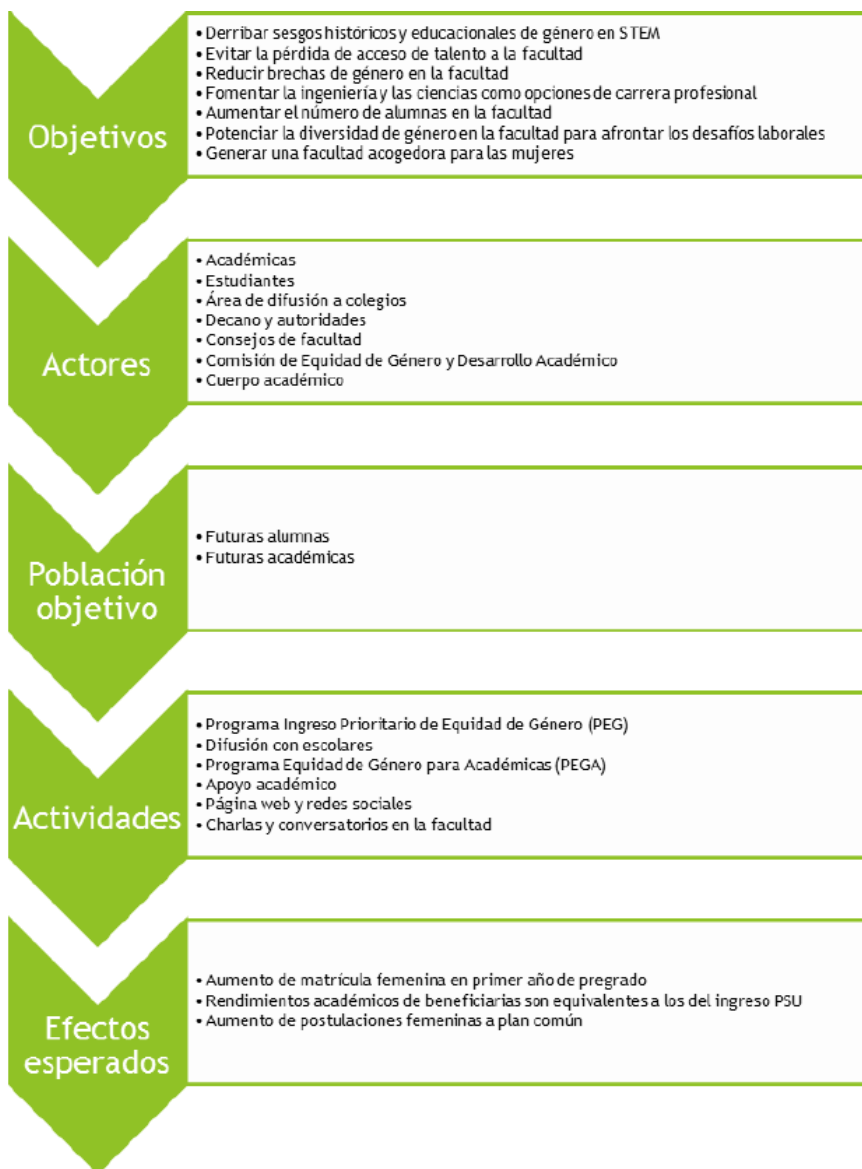 Objetivos
• Derribar sesgos históricos y educacionales de género en STEM
• Evitar la pérdida de acceso de talento a la facultad
• Reducir brechas de género en la facultad
• Fomentar la ingeniería y las ciencias como opciones de carrera profesional
• Aumentar el número de alumnas en la facultad
• Potenciar la diversidad de género en la facultad para afrontar los desafíos laborales
• Generar una facultad acogedora para las mujeres
Actores
• Académicas
• Estudiantes
• Área de difusión a colegios
• Decano y autoridades
• Consejos de facultad
• Comisión de Equidad de Género y Desarrollo Académico
• Cuerpo académico
Población
objetivo
• Futuras alumnas
• Futuras académicas
Actividades
• Programa Ingreso Prioritario de Equidad de Género (PEG)
• Difusión con escolares
• Programa Equidad de Género para Académicas (PEGA)
• Apoyo académico
• Página web y redes sociales
• Charlas y conversatorios en la facultad
Efectos
esperados
• Aumento de matrícula femenina en primer año de pregrado
• Rendimientos académicos de beneficiarias son equivalentes a los del ingreso PSU
• Aumento de postulaciones femeninas a plan común